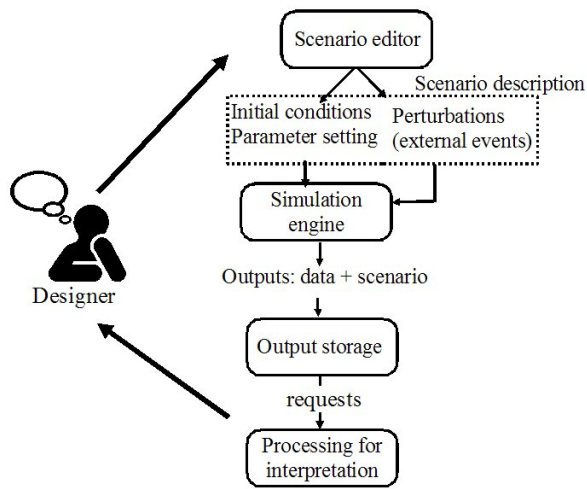 Scenario editor
Scenario description
Initial conditions
Parameter setting
Perturbations
(external events)
Simulation
engine
Outputs: data + scenario
Designer
Output storage
requests
Processing for
interpretation